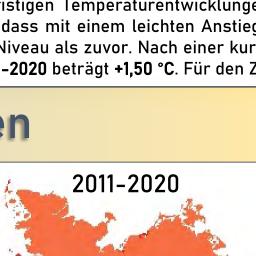 Temperaturentwicklunge
dass mit einem leichten Anstieg
Niveau als zuvor. Nach einer kur
-2020 beträgt +1,50 °C. Für den Z
en
2011-2020